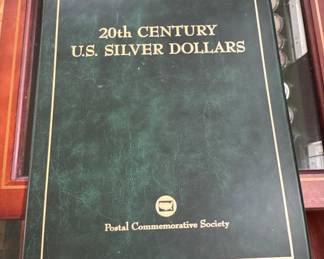 20th CENTURY
U.S. SILVER DOLLARS
Postal Commemorative Society